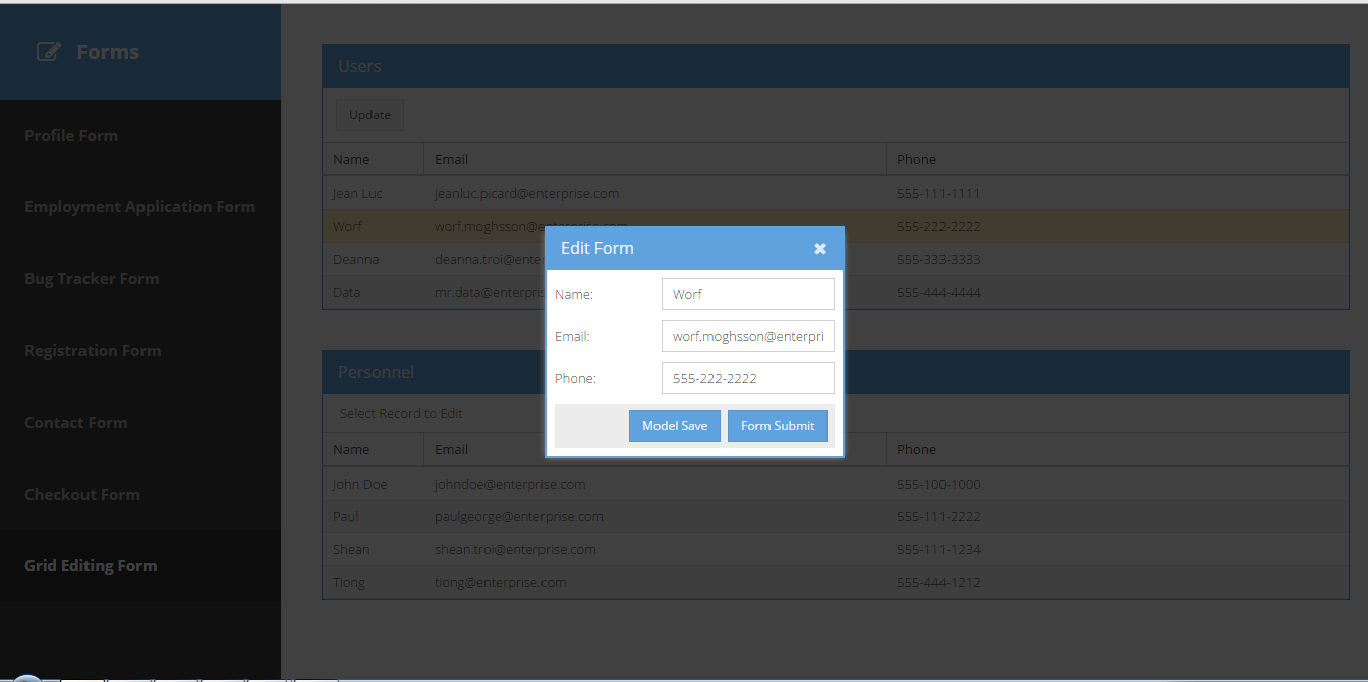 Forms
Profile Form
Employment Application Form
Bug Tracker Form
Registration Form
Contact Form
Checkout Form
Grid Editing Form
Users
Update
Name Email Phone
Jean Luc jeanluc.picard@enterprise.com 555-111-1111
Worf worf.moghsson@enterprise.com 555-222-2222
Deanna deanna.troi@ente 555-333-3333
Data mr.data@enterpris 555-444-4444
Edit Form
Name: Worf
Email: worf.moghsson@enterpri
Phone: 555-222-2222
Model Save Form Submit
Personnel
Select Record to Edit
Name Email Phone
John Doe johndoe@enterprise.com 555-100-1000
Paul paulgeorge@enterprise.com 555-111-2222
Shean shean.troi@enterprise.com 555-111-1234
Tiong tiong@enterprise.com 555-444-1212